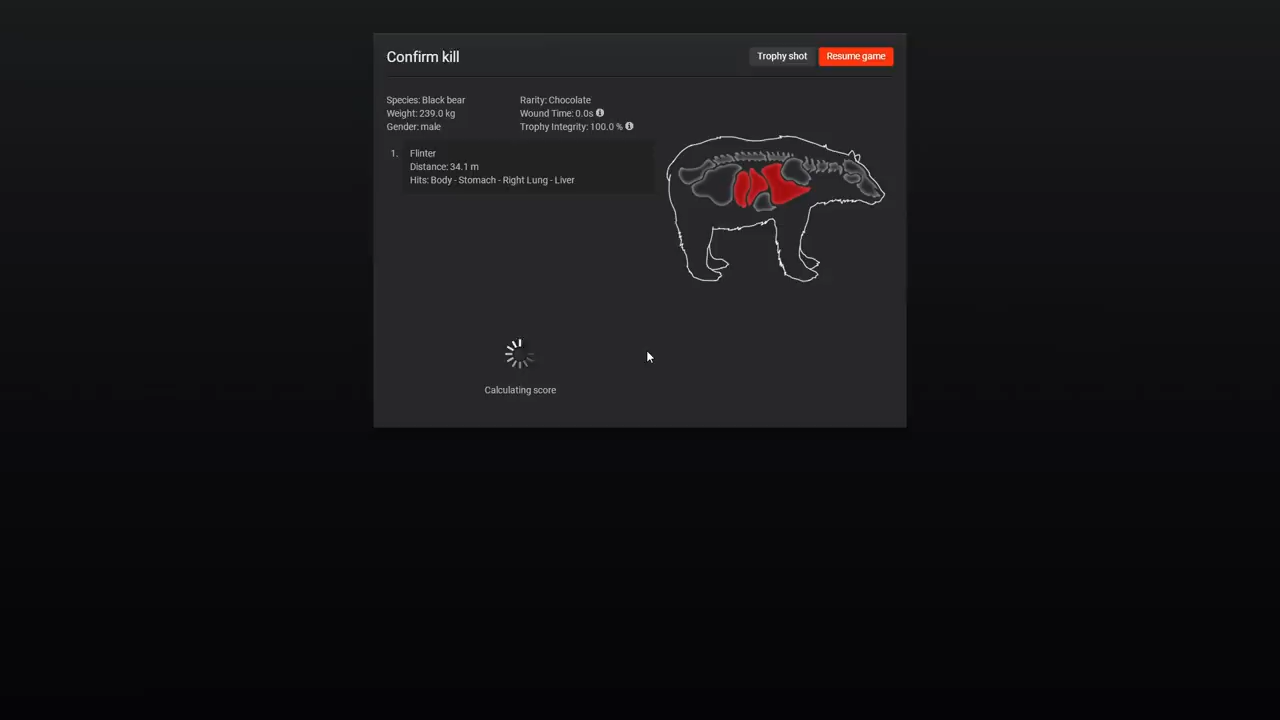 Confirm kill
Trophy shot
Resume game
Species: Black bear
Weight: 239.0 kg
Gender: male
Rarity: Chocolate
Wound Time: 0.0s
Trophy Integrity: 100.0 %
1.
Flinter
Distance: 34.1 m
Hits: Body - Stomach - Right Lung - Liver
Calculating score